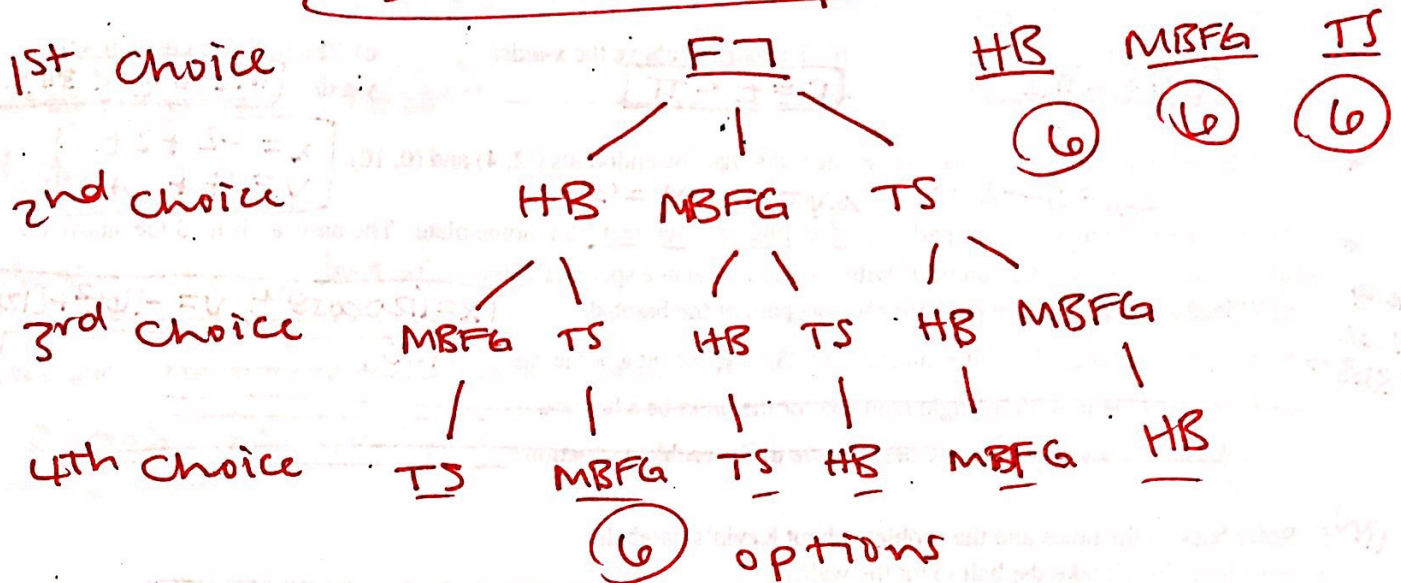 1st choice F7 HB MBFG TS
6 6 6
2nd choice HB MBFG TS
3rd choice MBFG TS HB TS HB MBFG
4th choice TS MBFG TS HB MBFG HB
6 options